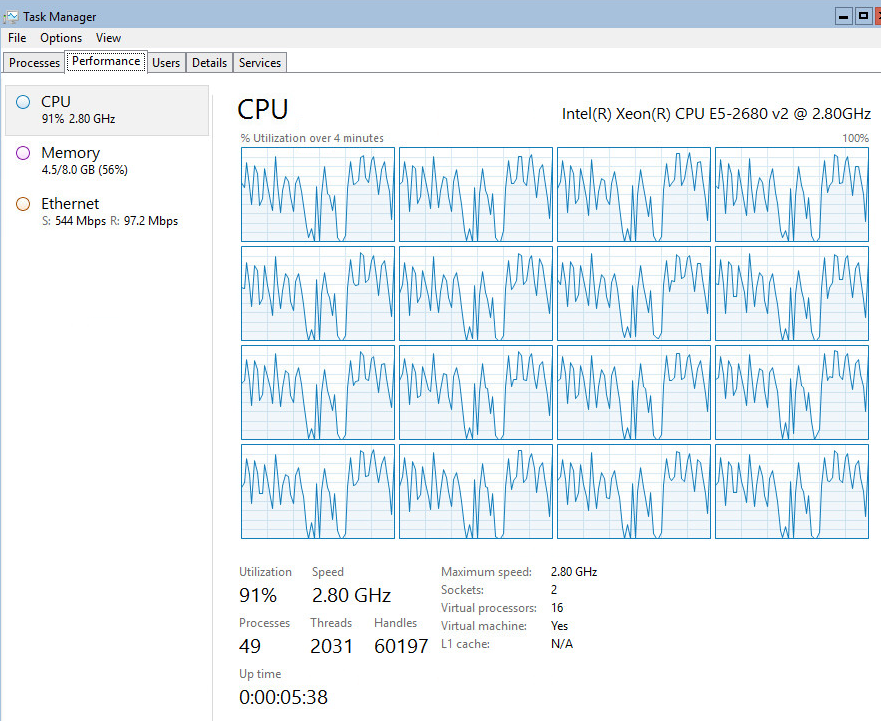 Task Manager
File Options View
Processes Performance Users Details Services
CPU
91% 2.80 GHz
Memory
4.5/8.0 GB (56%)
Ethernet
S: 544 Mbps R: 97.2 Mbps
CPU Intel(R) Xeon(R) CPU E5-2680 v2 @ 2.80GHz
% Utilization over 4 minutes 100%
Utilization Speed
91% 2.80 GHz
Processes Threads Handles
49 2031 60197
Up time
0:00:05:38
Maximum speed: 2.80 GHz
Sockets: 2
Virtual processors: 16
Virtual machine: Yes
L1 cache: N/A